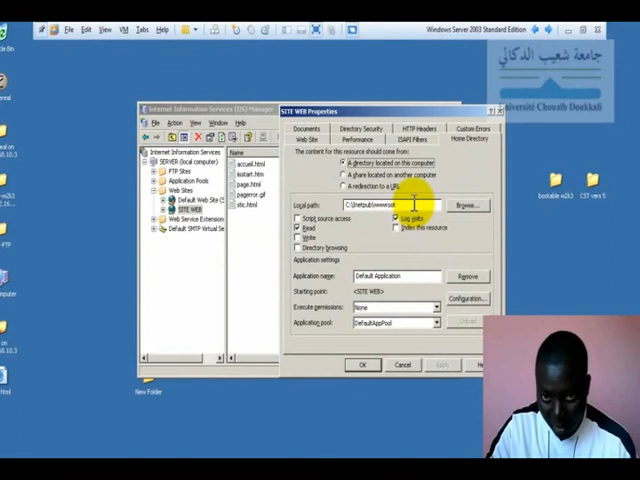 File Edit View VM Tabs Help
Windows Server 2003 Standard Edition
جامعة شعيب الدكالي
Université Chouaib Doukkali
Internet Information Services (IIS) Manager
File Action View Window Help
Internet Information Services
SERVER (local computer)
FTP Sites
Application Pools
Web Sites
Default Web Site (S
SITE WEB
Web Service Extensions
Default SMTP Virtual Ser
Name
accueil.html
iisstart.htm
page.html
pagerror.gif
stic.html
SITE WEB Properties
Documents
Directory Security
HTTP Headers
Custom Errors
Web Site
Performance
ISAPI Filters
Home Directory
The content for this resource should come from:
A directory located on this computer
A share located on another computer
A redirection to a URL
Local path:
C:\Inetpub\wwwroot
Browse...
Script source access
Read
Write
Directory browsing
Log visits
Index this resource
Application settings
Application name:
Default Application
Remove
Starting point:
<SITE WEB>
Execute permissions:
None
Configuration...
Application pool:
DefaultAppPool
Unload
OK
Cancel
Apply
He
bootable w2k3
CST vers 5
New Folder